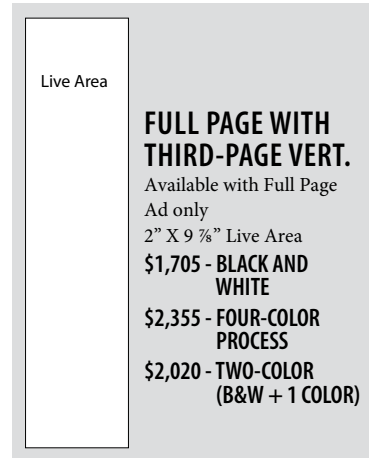 Live Area
FULL PAGE WITH
THIRD-PAGE VERT.
Available with Full Page
Ad only
2” X 9 ⅞” Live Area
$1,705 - BLACK AND
WHITE
$2,355 - FOUR-COLOR
PROCESS
$2,020 - TWO-COLOR
(B&W + 1 COLOR)